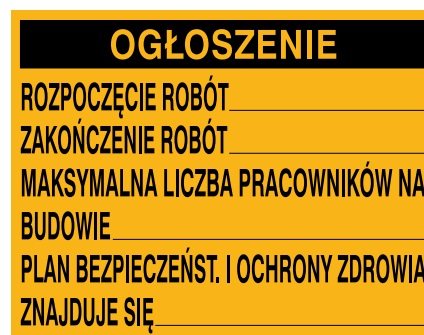 OGŁOSZENIE
ROZPOCZĘCIE ROBÓT
ZAKOŃCZENIE ROBÓT
MAKSYMALNA LICZBA PRACOWNIKÓW NA
BUDOWIE
PLAN BEZPIECZEŃST. I OCHRONY ZDROWIA
ZNAJDUJE SIĘ